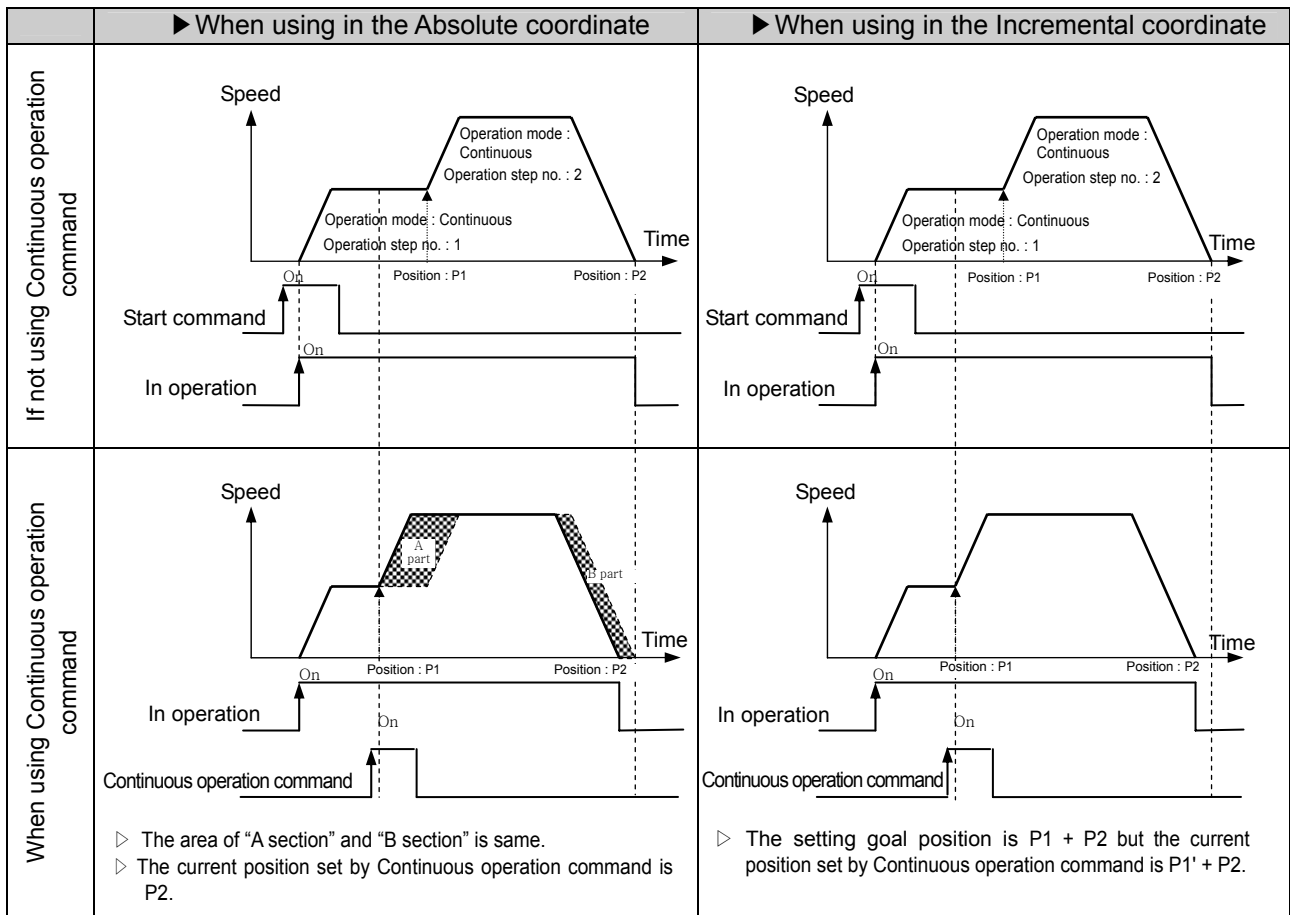 ▶When using in the Absolute coordinate
▶When using in the Incremental coordinate
If not using Continuous operation
command
Speed
Operation mode :
Continuous
Operation step no. : 2
Operation mode : Continuous
Operation step no. : 1
Time
On
Position : P1
Position : P2
Start command
On
In operation
Speed
Operation mode :
Continuous
Operation step no. : 2
Operation mode : Continuous
Operation step no. : 1
Time
On
Position : P1
Position : P2
Start command
On
In operation
When using Continuous operation
command
Speed
A
part
B part
Time
Position : P1
Position : P2
On
In operation
On
Continuous operation command
▷ The area of “A section” and “B section” is same.
▷ The current position set by Continuous operation command is
P2.
Speed
Time
Position : P1
Position : P2
On
In operation
On
Continuous operation command
▷ The setting goal position is P1 + P2 but the current
position set by Continuous operation command is P1' + P2.